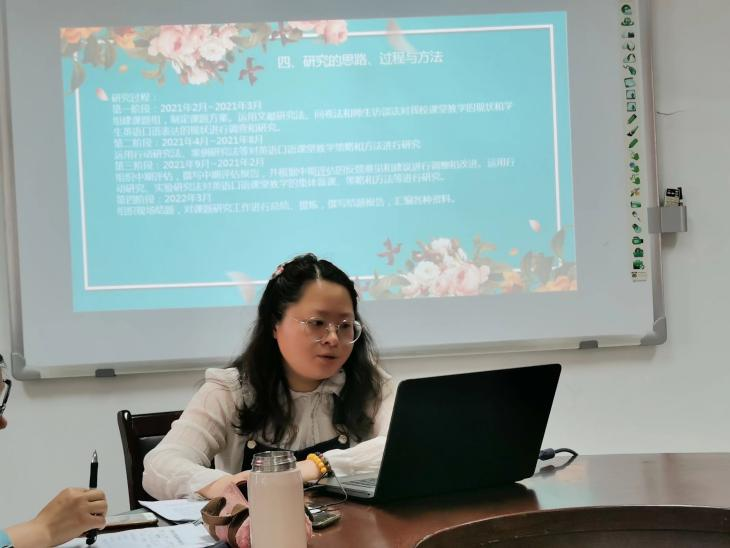 四、研究的思路、过程与方法
研究过程：
第一阶段：2021年2月~2021年3月
组建课题组，制定课题方案。运用文献研究法、问卷法和师生访谈法对我校课堂教学的现状和学
生英语口语表达的现状进行调查和研究。
第二阶段：2021年4月~2021年8月
运用行动研究法、案例研究法等对英语口语课堂教学策略和方法进行研究
第三阶段：2021年9月~2021年2月
组织中期评估，撰写中期评估报告，并根据中期评估的反馈意见和建议进行调整和改进。运用行
动研究、实验研究法对英语口语课堂教学的集体备课、策略和方法等进行研究。
第四阶段：2022年3月
组织现场结题，对课题研究工作进行总结、提炼，撰写结题报告，汇编各种资料。